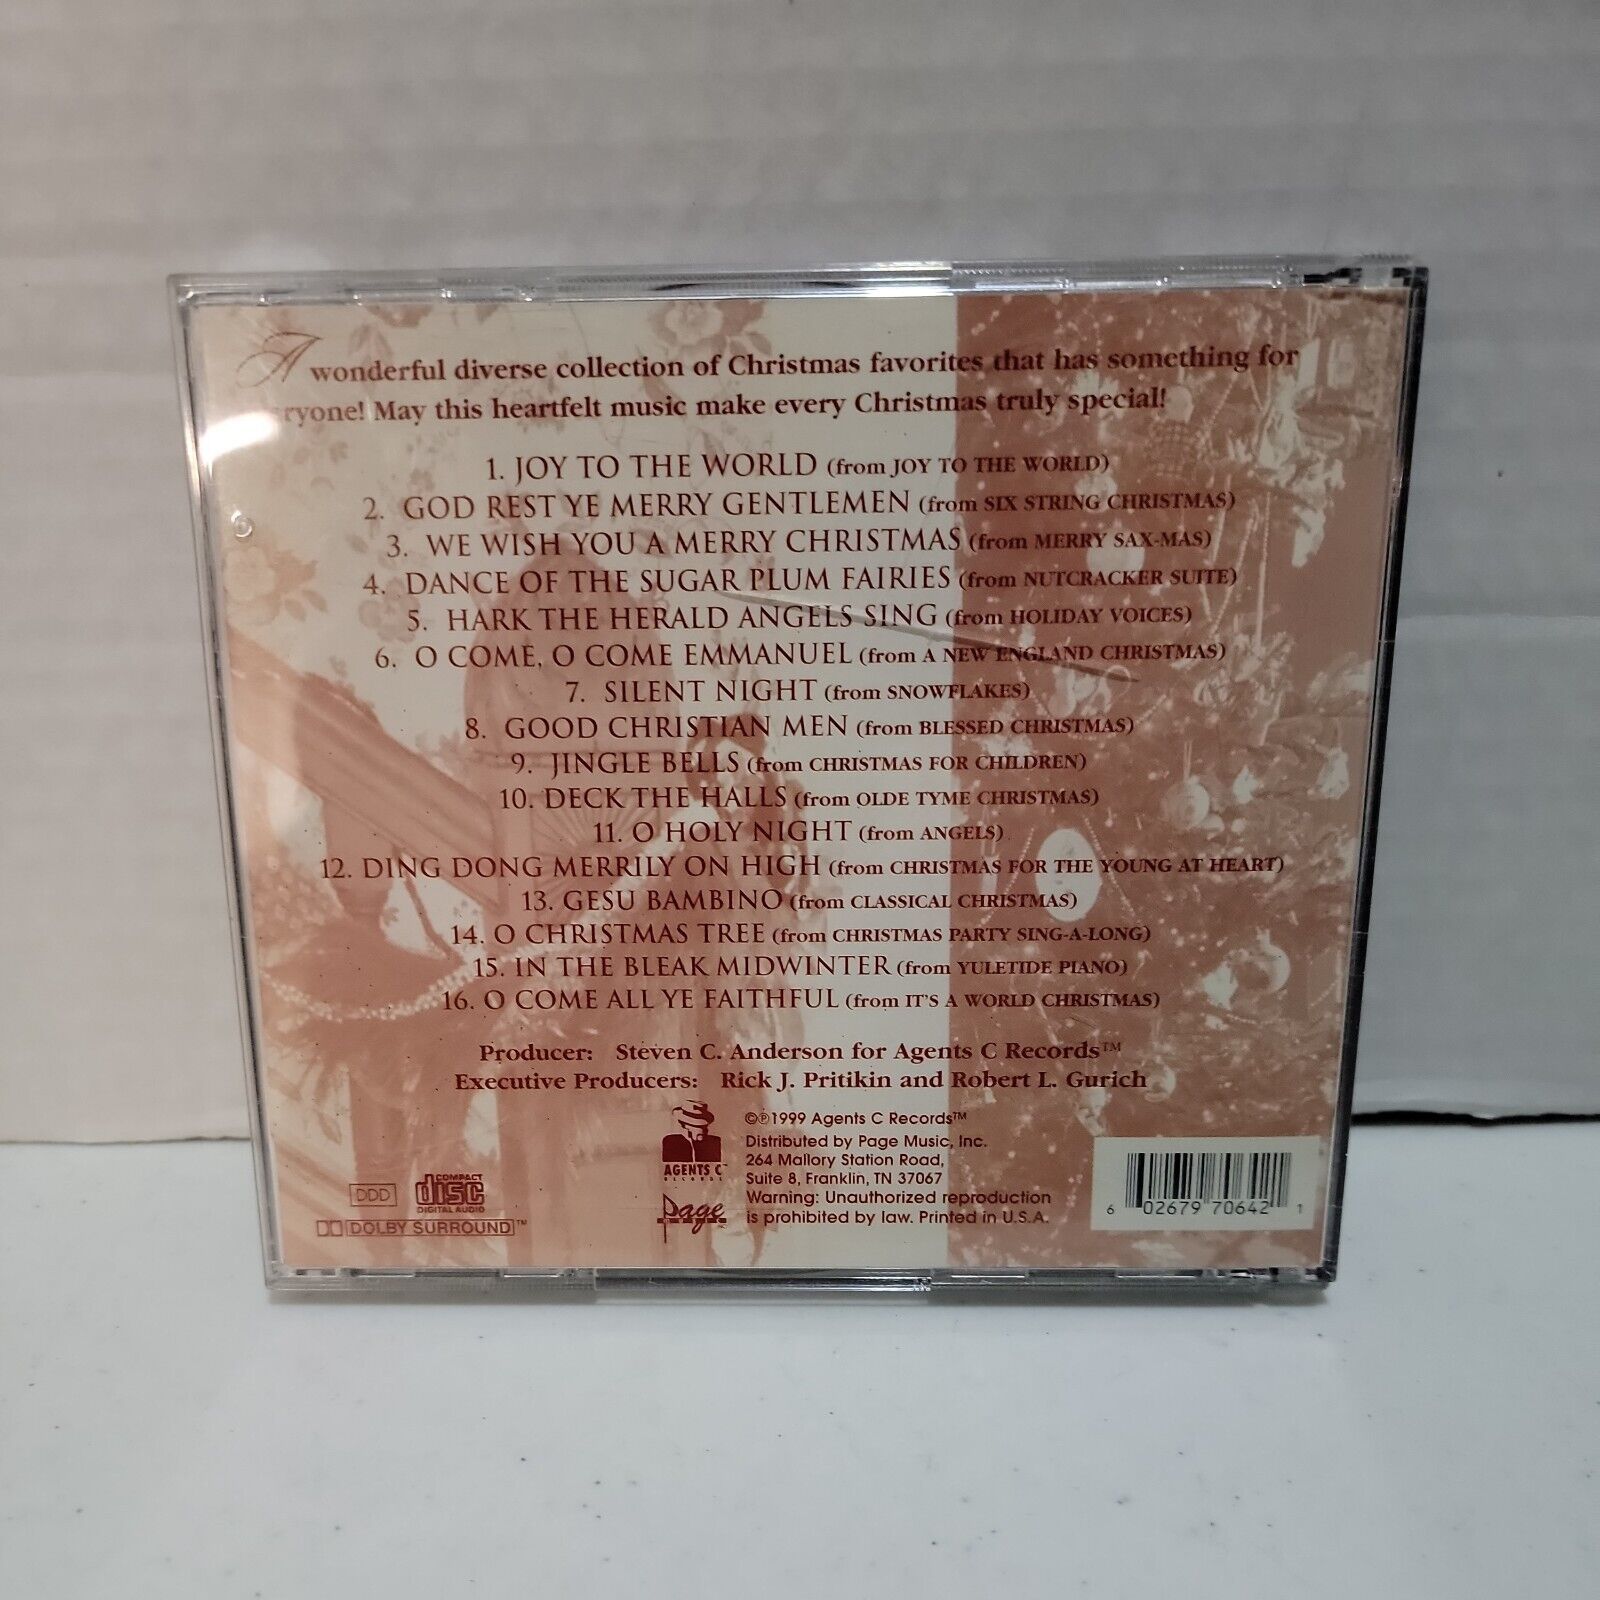 A wonderful diverse collection of Christmas favorites that has something for
ryone! May this heartfelt music make every Christmas truly special!
1. JOY TO THE WORLD (from JOY TO THE WORLD)
2. GOD REST YE MERRY GENTLEMEN (from SIX STRING CHRISTMAS)
3. WE WISH YOU A MERRY CHRISTMAS (from MERRY SAX-MAS)
4. DANCE OF THE SUGAR PLUM FAIRIES (from NUTCRACKER SUITE)
5. HARK THE HERALD ANGELS SING (from HOLIDAY VOICES)
6. O COME, O COME EMMANUEL (from A NEW ENGLAND CHRISTMAS)
7. SILENT NIGHT (from SNOWFLAKES)
8. GOOD CHRISTIAN MEN (from BLESSED CHRISTMAS)
9. JINGLE BELLS (from CHRISTMAS FOR CHILDREN)
10. DECK THE HALLS (from OLDE TYME CHRISTMAS)
11. O HOLY NIGHT (from ANGELS)
12. DING DONG MERRILY ON HIGH (from CHRISTMAS FOR THE YOUNG AT HEART)
13. GESU BAMBINO (from CLASSICAL CHRISTMAS)
14. O CHRISTMAS TREE (from CHRISTMAS PARTY SING-A-LONG)
15. IN THE BLEAK MIDWINTER (from YULETIDE PIANO)
16. O COME ALL YE FAITHFUL (from IT'S A WORLD CHRISTMAS)
Producer: Steven C. Anderson for Agents C Records™
Executive Producers: Rick J. Pritikin and Robert L. Gurich
©℗1999 Agents C Records™
Distributed by Page Music, Inc.
264 Mallory Station Road,
Suite 8, Franklin, TN 37067
Warning: Unauthorized reproduction
is prohibited by law. Printed in U.S.A.
AGENTS C™
RECORDS
Page
DDD
COMPACT
disc
DIGITAL AUDIO
DOLBY SURROUND™
6 02679 70642 1